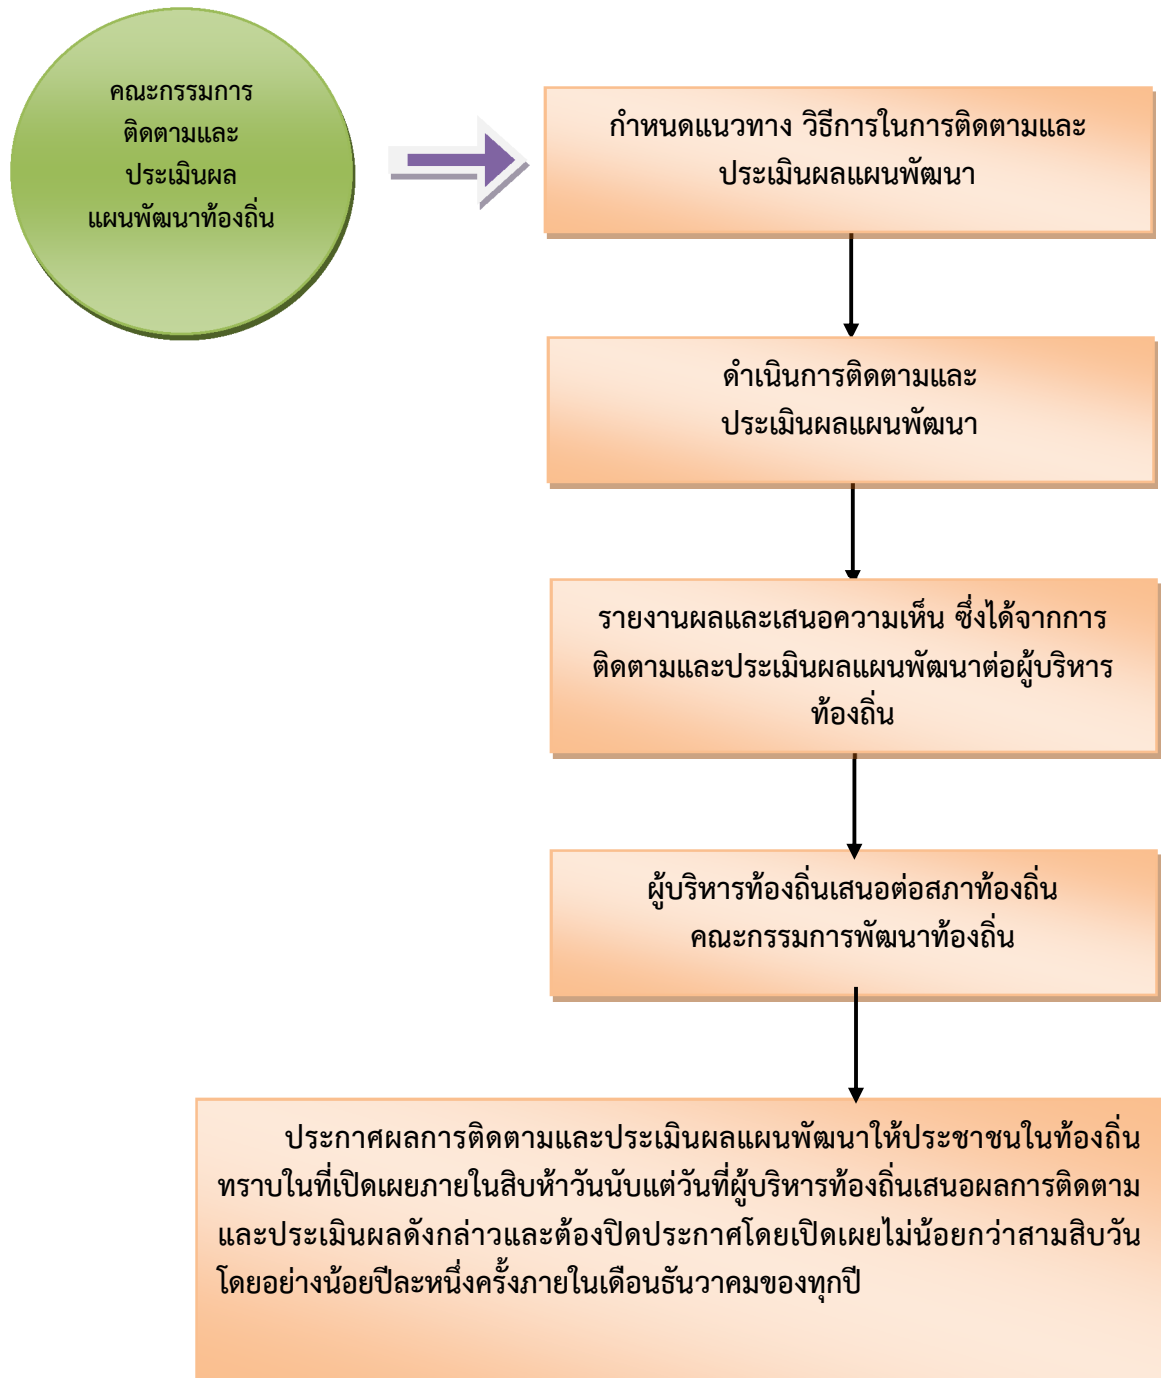 คณะกรรมการ
ติดตามและ
ประเมินผล
แผนพัฒนาท้องถิ่น
กำหนดแนวทาง วิธีการในการติดตามและ
ประเมินผลแผนพัฒนา
ดำเนินการติดตามและ
ประเมินผลแผนพัฒนา
รายงานผลและเสนอความเห็น ซึ่งได้จากการ
ติดตามและประเมินผลแผนพัฒนาต่อผู้บริหาร
ท้องถิ่น
ผู้บริหารท้องถิ่นเสนอต่อสภาท้องถิ่น
คณะกรรมการพัฒนาท้องถิ่น
ประกาศผลการติดตามและประเมินผลแผนพัฒนาให้ประชาชนในท้องถิ่น
ทราบในที่เปิดเผยภายในสิบห้าวันนับแต่วันที่ผู้บริหารท้องถิ่นเสนอผลการติดตาม
และประเมินผลดังกล่าวและต้องปิดประกาศโดยเปิดเผยไม่น้อยกว่าสามสิบวัน
โดยอย่างน้อยปีละหนึ่งครั้งภายในเดือนธันวาคมของทุกปี